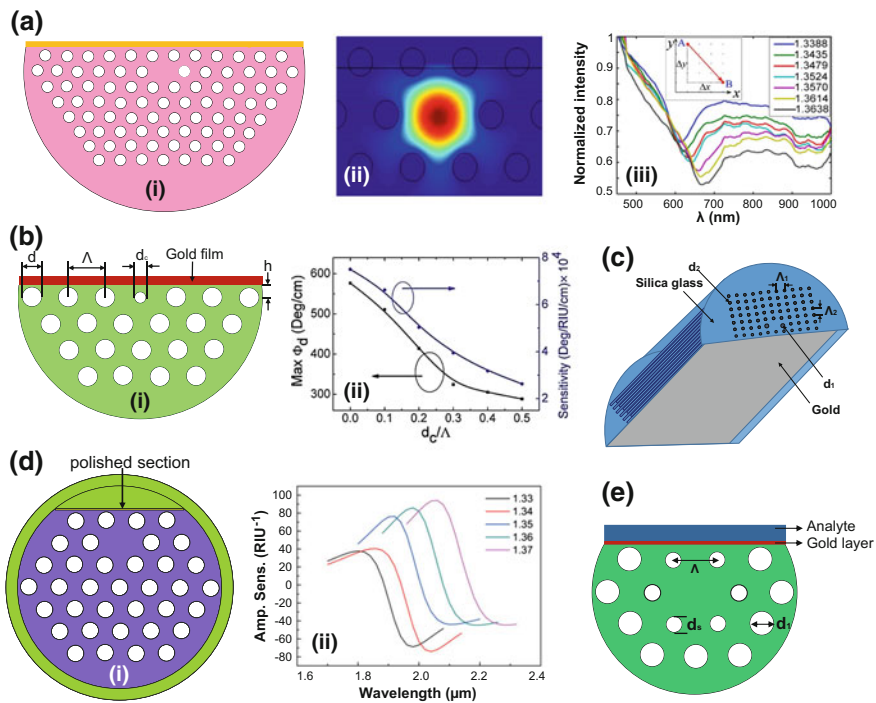 (a)
(i)
(ii)
y
A
Δy
Δx
B
x
1.3388
1.3435
1.3479
1.3524
1.3570
1.3614
1.3638
Normalized intensity
1
0.9
0.8
0.7
0.6
0.5
(iii)
500 600 700 800 900 1000
λ (nm)
(b)
d Λ dc Gold film h
(i)
Max Φd (Deg/cm)
600
500
400
300
(ii)
0.0 0.1 0.2 0.3 0.4 0.5
dc/Λ
8
7
6
5
4
3
2
Sensitivity (Deg/RIU/cm)× 10⁴
(c)
d₂
Λ₁
Silica glass
Λ₂
d₁
Gold
(d)
polished section
(i)
Amp. Sens. (RIU⁻¹)
100
80
60
40
20
0
-20
-40
-60
-80
1.33
1.34
1.35
1.36
1.37
(ii)
1.6 1.8 2.0 2.2 2.4
Wavelength (µm)
(e)
Analyte
Gold layer
Λ
dₛ
d₁